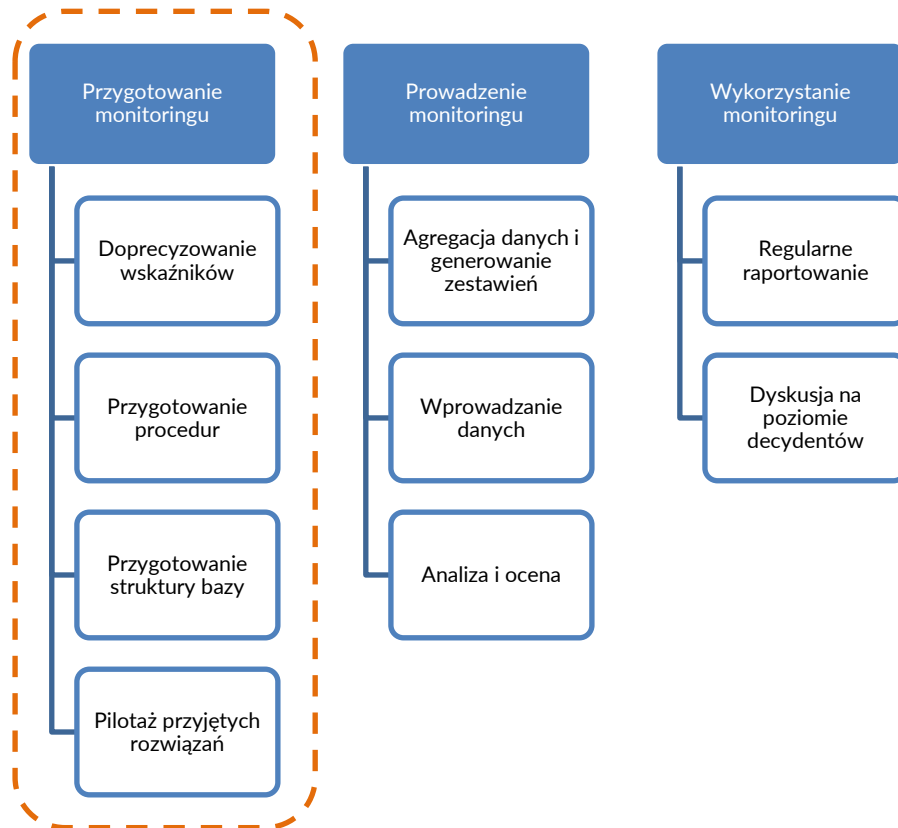 Przygotowanie
monitoringu
Doprecyzowanie
wskaźników
Przygotowanie
procedur
Przygotowanie
struktury bazy
Pilotaż przyjętych
rozwiązań
Prowadzenie
monitoringu
Agregacja danych i
generowanie
zestawień
Wprowadzanie
danych
Analiza i ocena
Wykorzystanie
monitoringu
Regularne
raportowanie
Dyskusja na
poziomie
decydentów